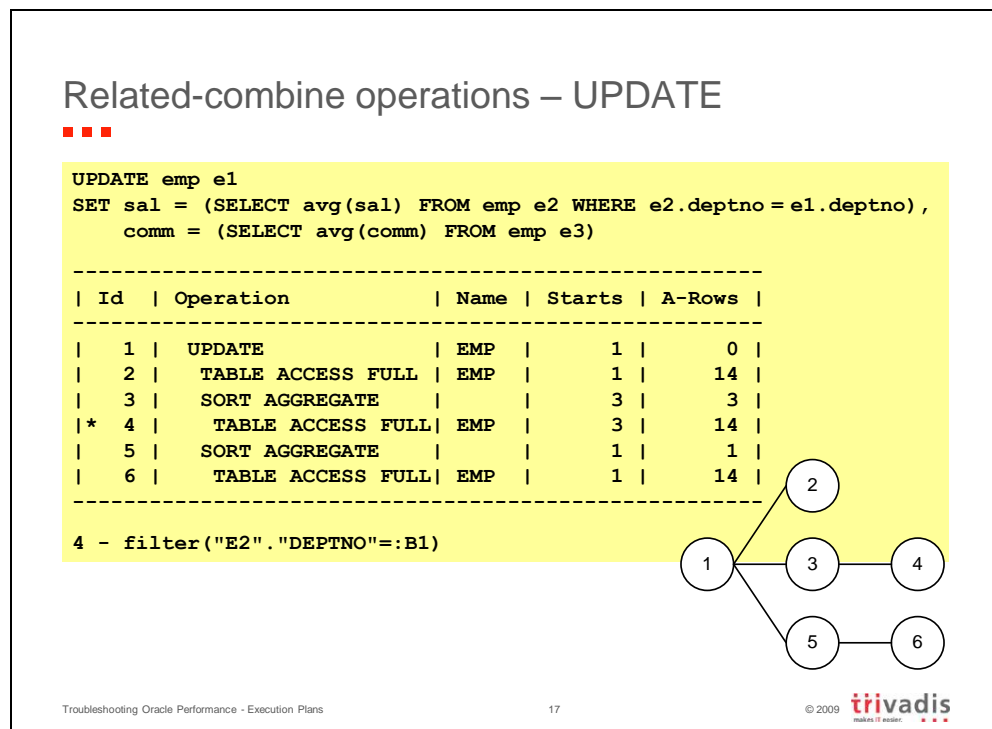 Related-combine operations – UPDATE
UPDATE emp e1
SET sal = (SELECT avg(sal) FROM emp e2 WHERE e2.deptno = e1.deptno),
    comm = (SELECT avg(comm) FROM emp e3)
------------------------------------------------------
| Id  | Operation           | Name | Starts | A-Rows |
------------------------------------------------------
|   1 |  UPDATE             | EMP  |      1 |      0 |
|   2 |   TABLE ACCESS FULL | EMP  |      1 |     14 |
|   3 |   SORT AGGREGATE    |      |      3 |      3 |
|*  4 |    TABLE ACCESS FULL| EMP  |      3 |     14 |
|   5 |   SORT AGGREGATE    |      |      1 |      1 |
|   6 |    TABLE ACCESS FULL| EMP  |      1 |     14 |
------------------------------------------------------
4 - filter("E2"."DEPTNO"=:B1)
2
1 3 4
5 6
Troubleshooting Oracle Performance - Execution Plans 17 © 2009 trivadis
makes IT easier.